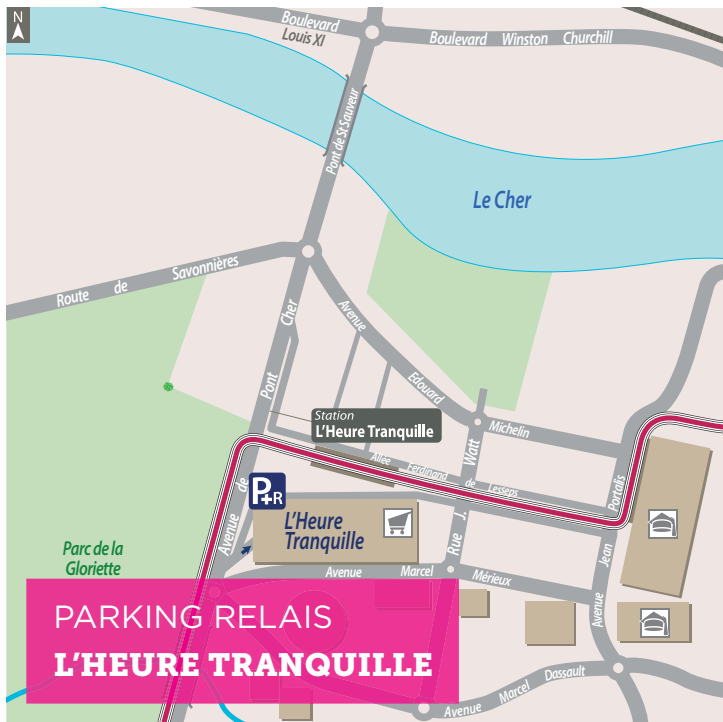 N
Boulevard
Louis XI
Boulevard Winston Churchill
Pont de St Sauveur
Le Cher
Route de Savonnières
Avenue Edouard Michelin
Avenue de Pont Cher
Station
L'Heure Tranquille
Allée Ferdinand de Lesseps
Rue J. Watt
Avenue Jean Portalis
P+R
L'Heure
Tranquille
Parc de la
Gloriette
Avenue Marcel Mérieux
Avenue Marcel Dassault
PARKING RELAIS
L'HEURE TRANQUILLE